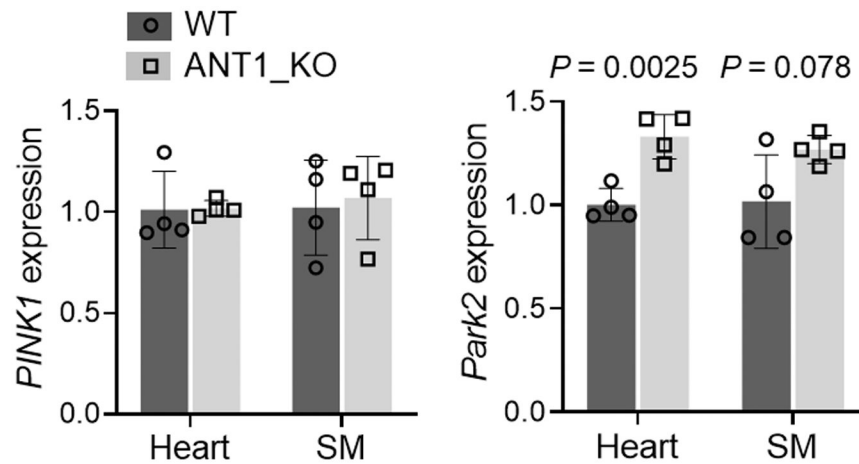 WT
ANT1_KO
PINK1 expression
1.5
1.0
0.5
0.0
Heart SM
P = 0.0025 P = 0.078
Park2 expression
1.5
1.0
0.5
0.0
Heart SM